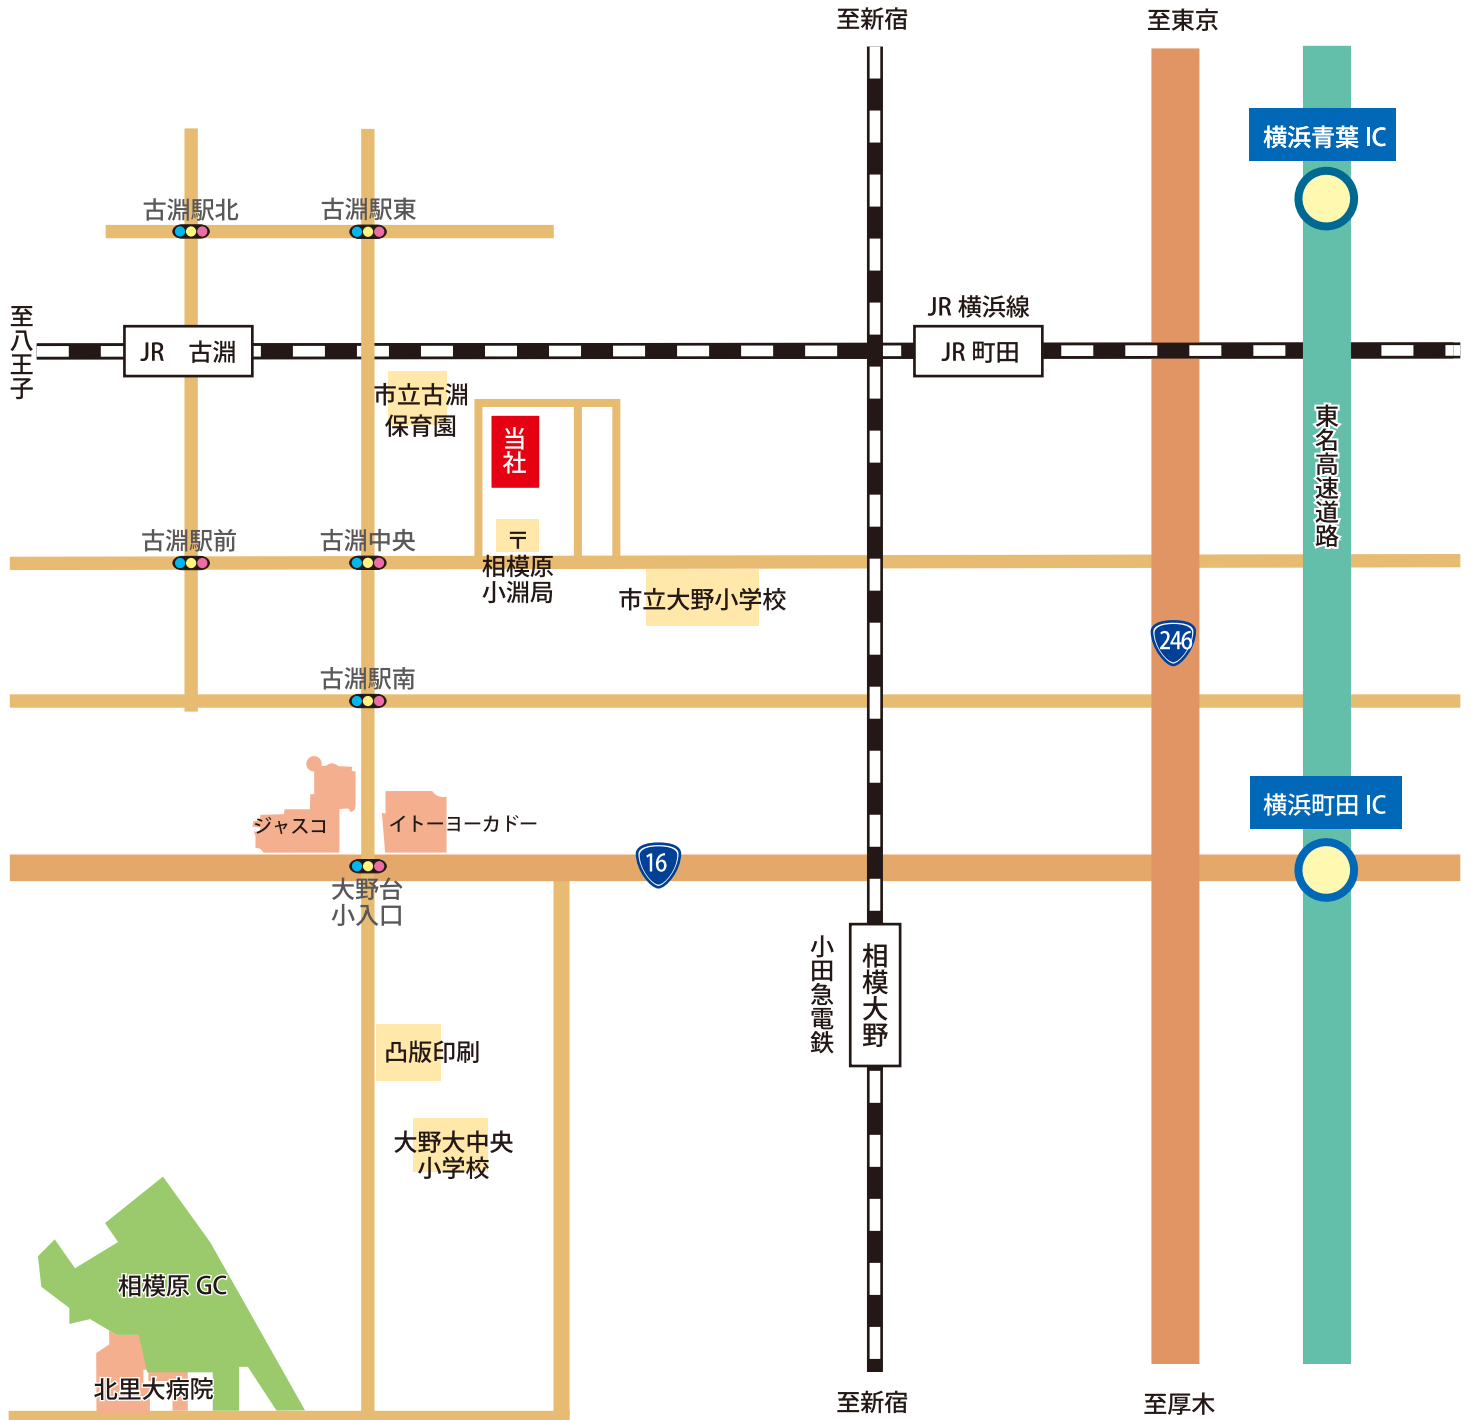 至新宿
至東京
横浜青葉 IC
古淵駅北
古淵駅東
至八王子
JR 横浜線
JR 古淵
JR 町田
市立古淵
保育園
当社
東名高速道路
古淵駅前
古淵中央
〒
相模原
小淵局
市立大野小学校
246
古淵駅南
横浜町田 IC
ジャスコ
イトーヨーカドー
16
大野台
小入口
小田急電鉄
相模大野
凸版印刷
大野大中央
小学校
相模原 GC
北里大病院
至新宿
至厚木